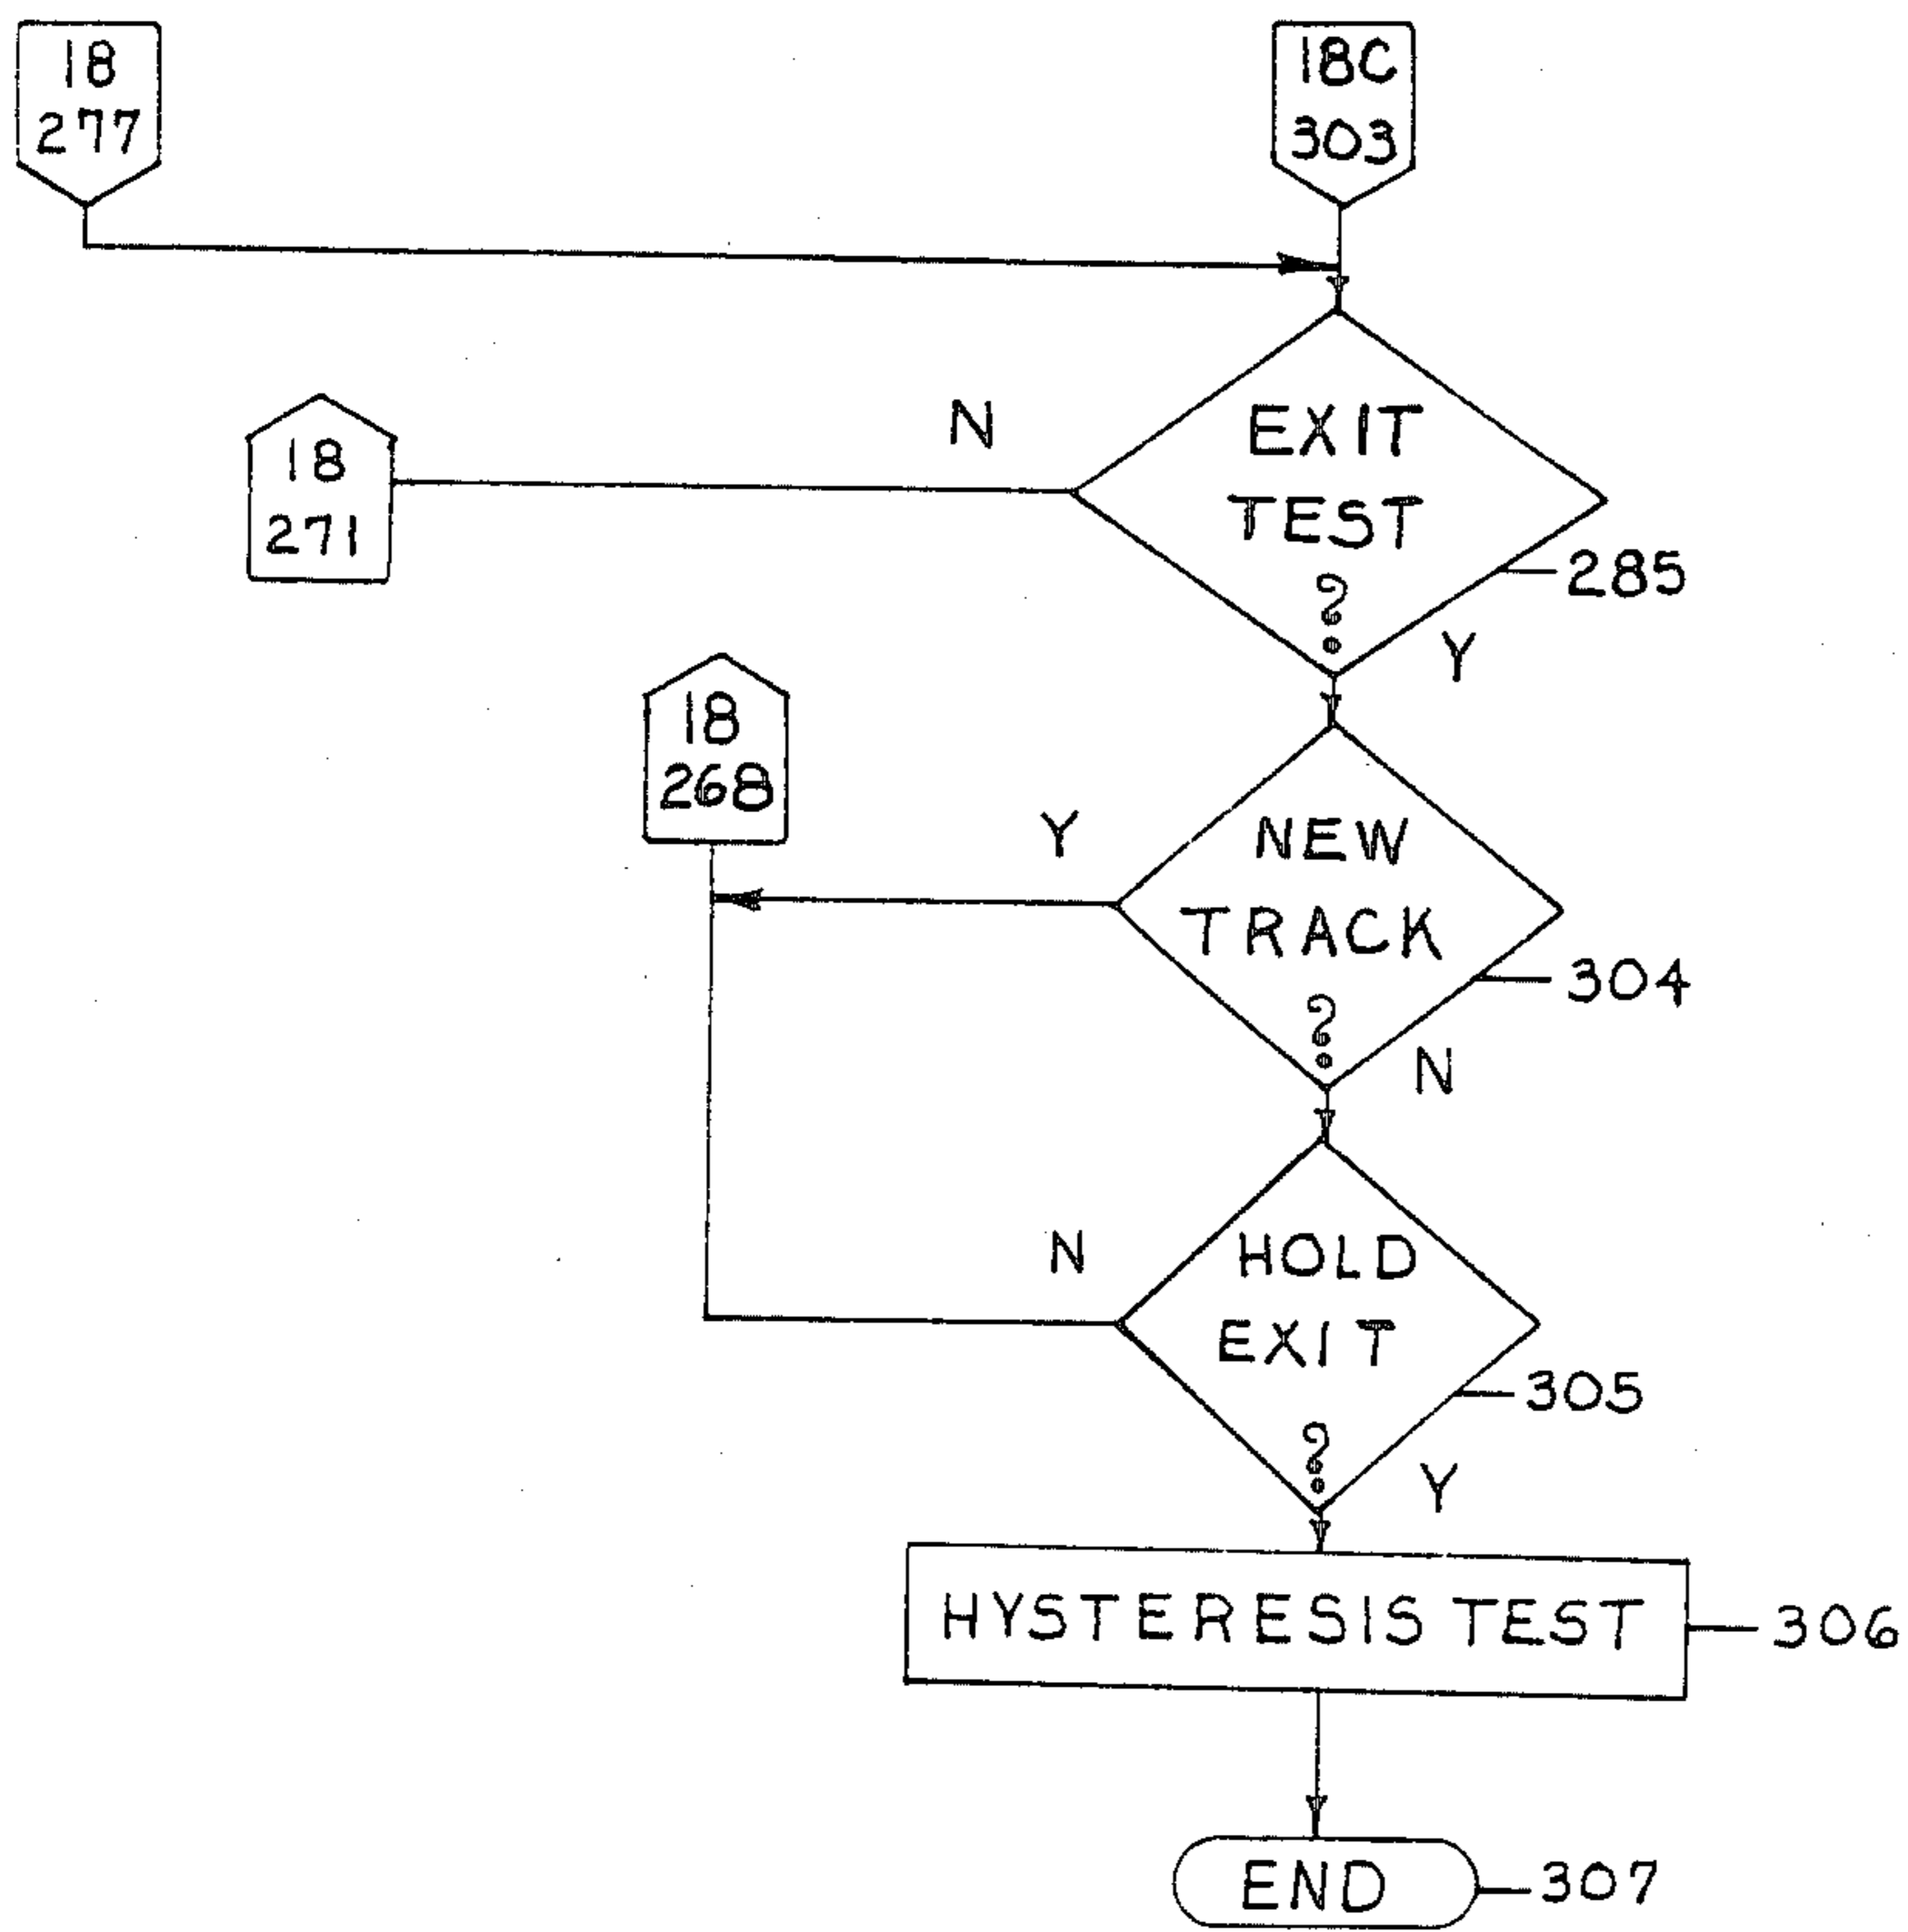 18
277
18C
303
N
EXIT
TEST
?
285
18
271
Y
18
268
Y
NEW
TRACK
?
304
N
N
HOLD
EXIT
?
305
Y
HYSTERESIS TEST
306
END
307